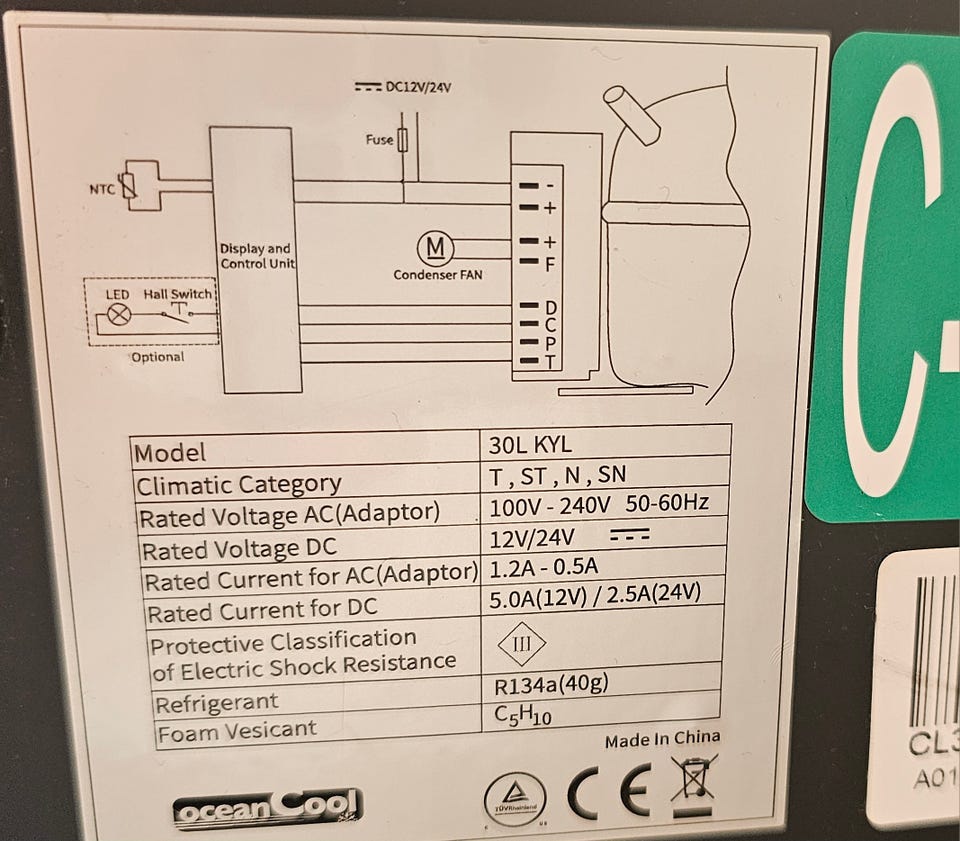 DC12V/24V
Fuse
NTC
-
+
Display and
Control Unit
M
+
F
Condenser FAN
LED Hall Switch
Optional
D
C
P
T
Model 30L KYL
Climatic Category T , ST , N , SN
Rated Voltage AC(Adaptor) 100V - 240V 50-60Hz
Rated Voltage DC 12V/24V
Rated Current for AC(Adaptor) 1.2A - 0.5A
Rated Current for DC 5.0A(12V) / 2.5A(24V)
Protective Classification
of Electric Shock Resistance III
Refrigerant R134a(40g)
Foam Vesicant C₅H₁₀
Made In China
oceanCool
TÜVRheinland
CE
C-
CL3
A01